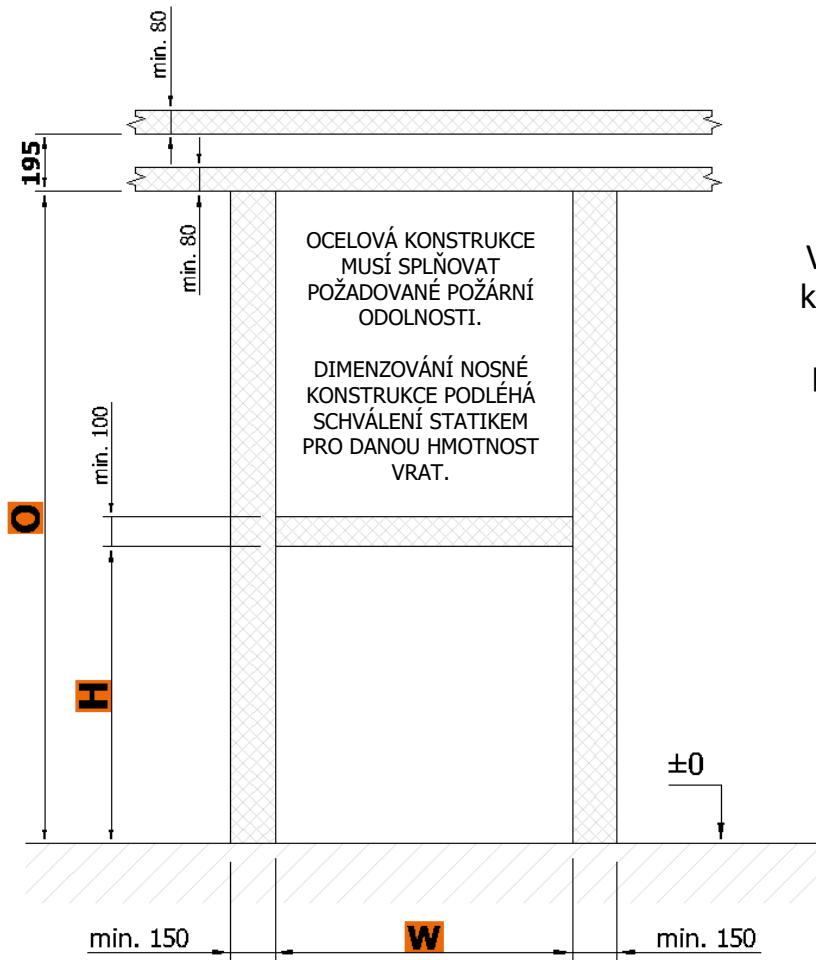 min. 80
195
min. 80
OCELOVÁ KONSTRUKCE
MUSÍ SPLŇOVAT
POŽADOVANÉ POŽÁRNÍ
ODOLNOSTI.
DIMENZOVÁNÍ NOSNÉ
KONSTRUKCE PODLÉHÁ
SCHVÁLENÍ STATIKEM
PRO DANOU HMOTNOST
VRAT.
min. 100
O
H
±0
min. 150
W
min. 150